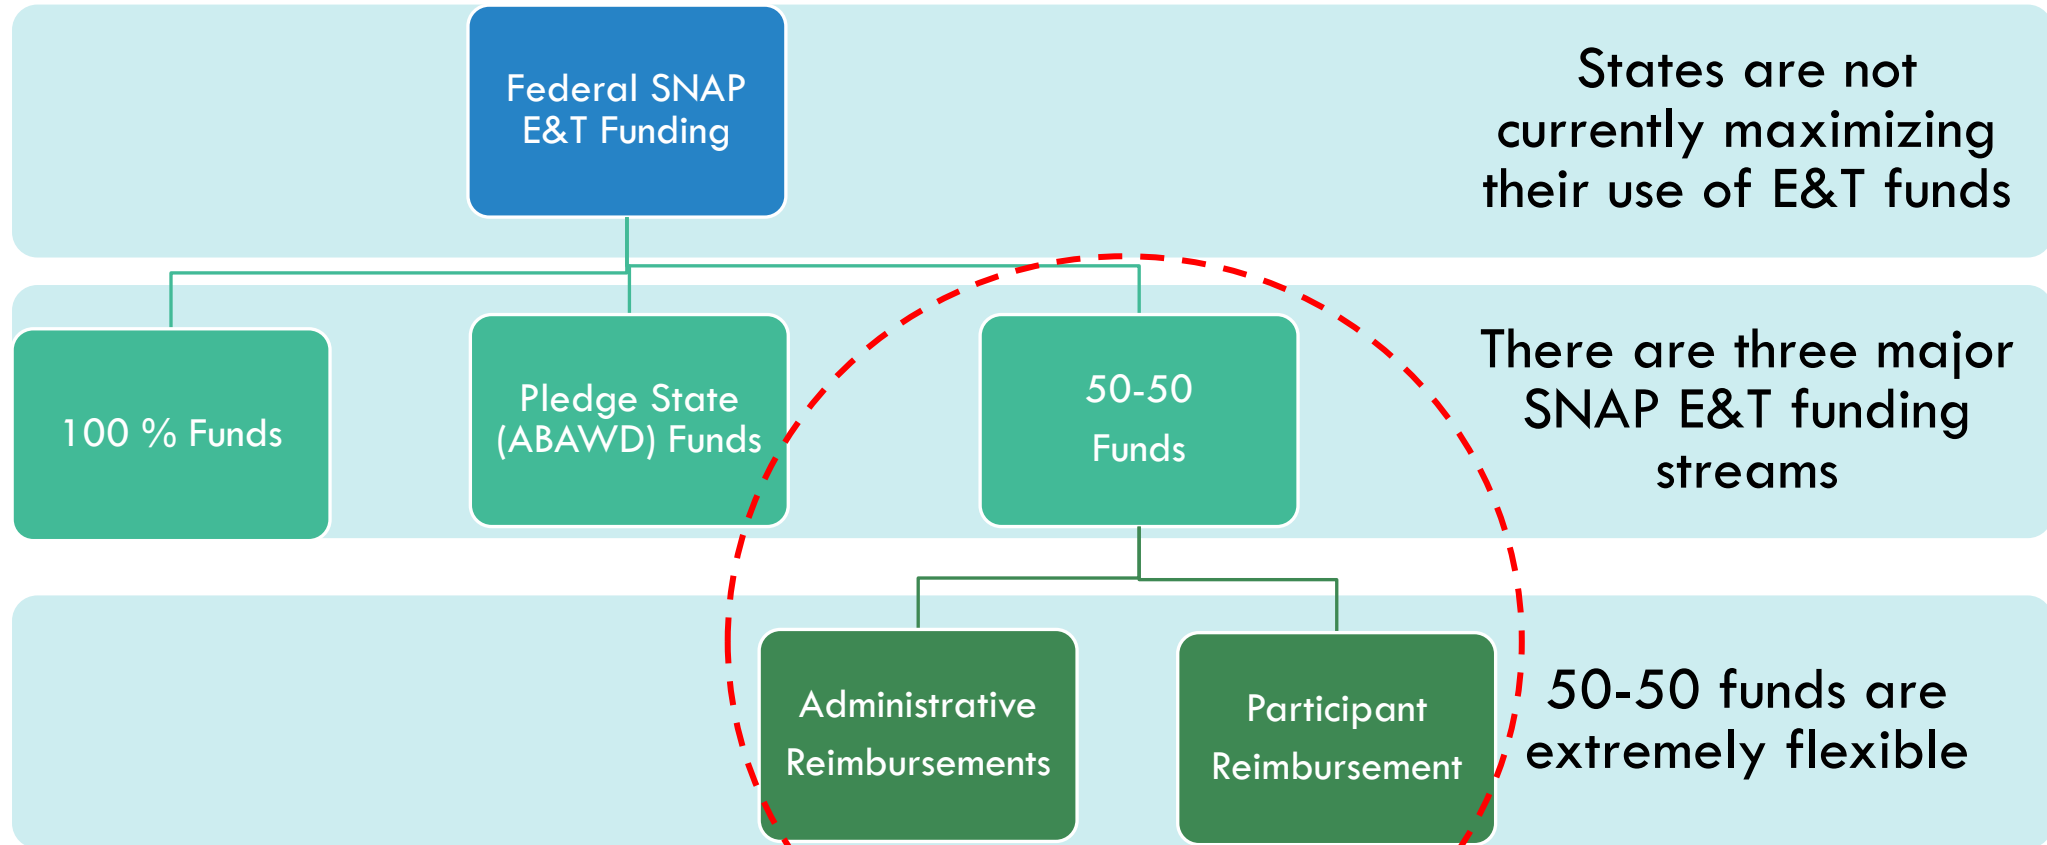 Federal SNAP
E&T Funding
States are not
currently maximizing
their use of E&T funds
100 % Funds
Pledge State
(ABAWD) Funds
50-50
Funds
There are three major
SNAP E&T funding
streams
Administrative
Reimbursements
Participant
Reimbursement
50-50 funds are
extremely flexible